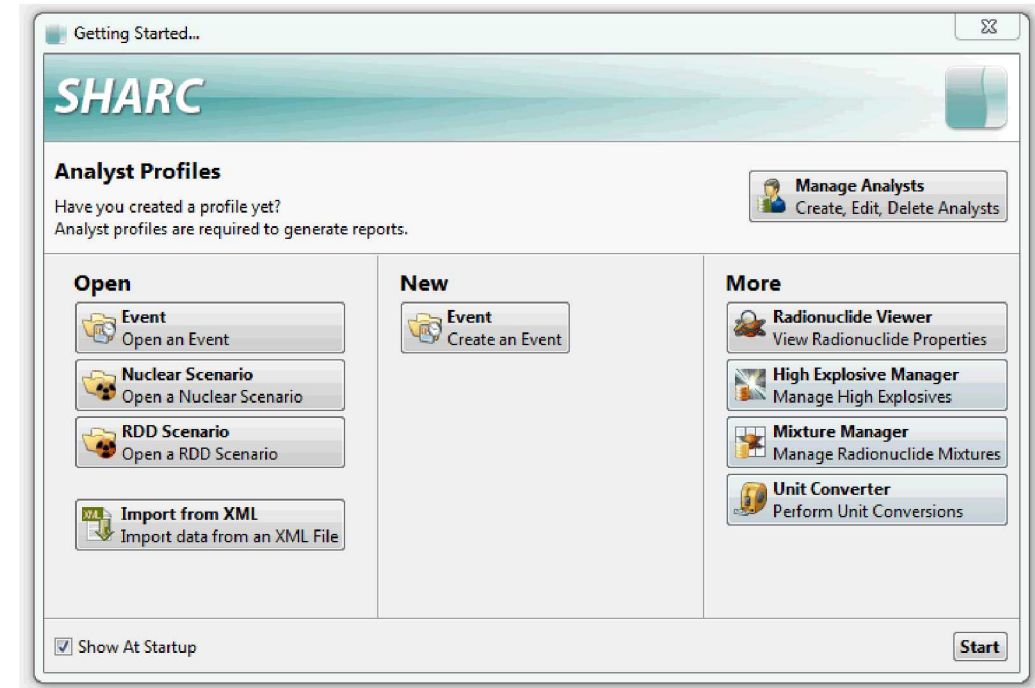 Getting Started...
SHARC
Analyst Profiles
Have you created a profile yet?
Analyst profiles are required to generate reports.
Manage Analysts
Create, Edit, Delete Analysts
Open
Event
Open an Event
Nuclear Scenario
Open a Nuclear Scenario
RDD Scenario
Open a RDD Scenario
XML
Import from XML
Import data from an XML File
New
Event
Create an Event
More
Radionuclide Viewer
View Radionuclide Properties
High Explosive Manager
Manage High Explosives
Mixture Manager
Manage Radionuclide Mixtures
Unit Converter
Perform Unit Conversions
Show At Startup
Start